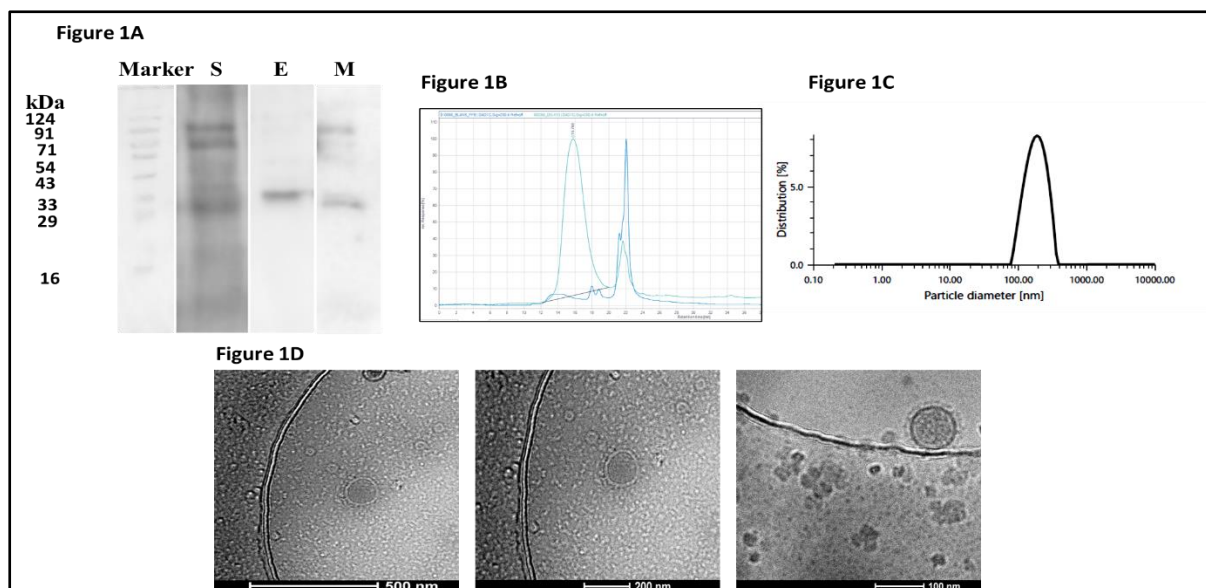 Figure 1A
Marker S E M
kDa
124
91
71
54
43
33
29
16
Figure 1B
Figure 1C
Distribution [%]
5.0
0.0
0.10 1.00 10.00 100.00 1000.00 10000.00
Particle diameter [nm]
Figure 1D
500 nm
200 nm
100 nm